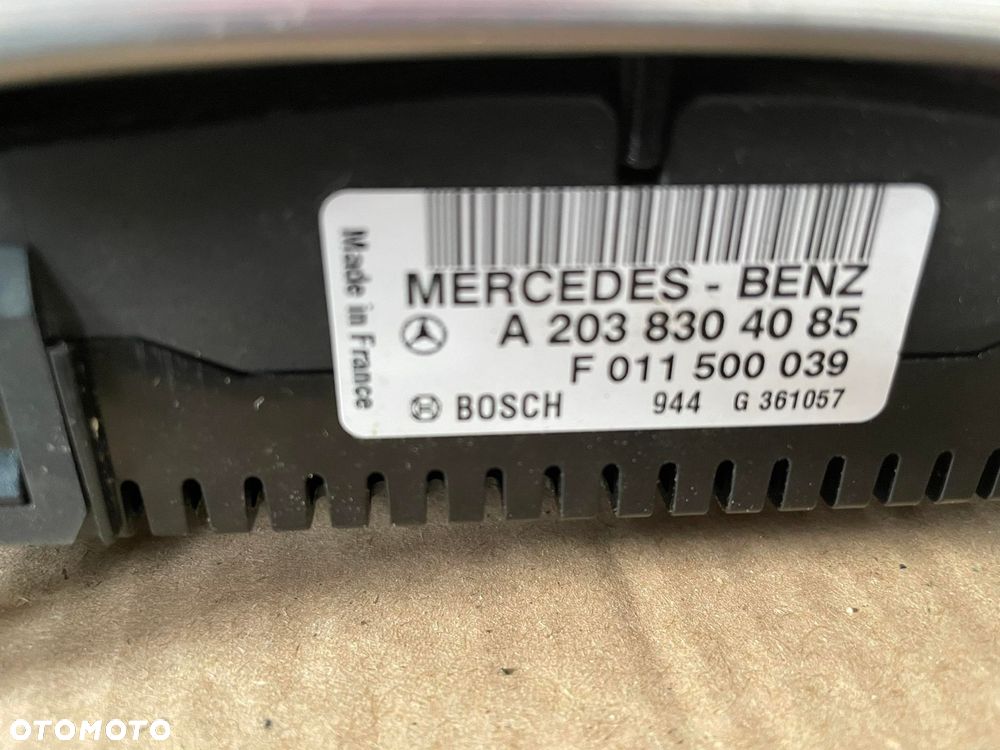 Made in France
MERCEDES - BENZ
A 203 830 40 85
F 011 500 039
BOSCH 944 G 361057
OTOMOTO